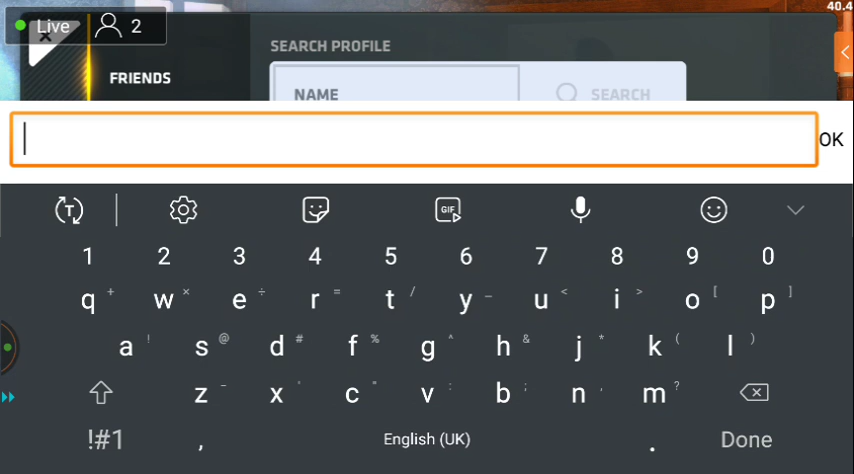 40.4
Live 2
SEARCH PROFILE
FRIENDS
NAME SEARCH
OK
T GIF
1 2 3 4 5 6 7 8 9 0
q + w × e ÷ r = t / y _ u < i > o [ p ]
a ! s @ d # f % g ^ h & j * k ( l )
z - x ' c " v : b ; n , m ?
!#1 , English (UK) . Done